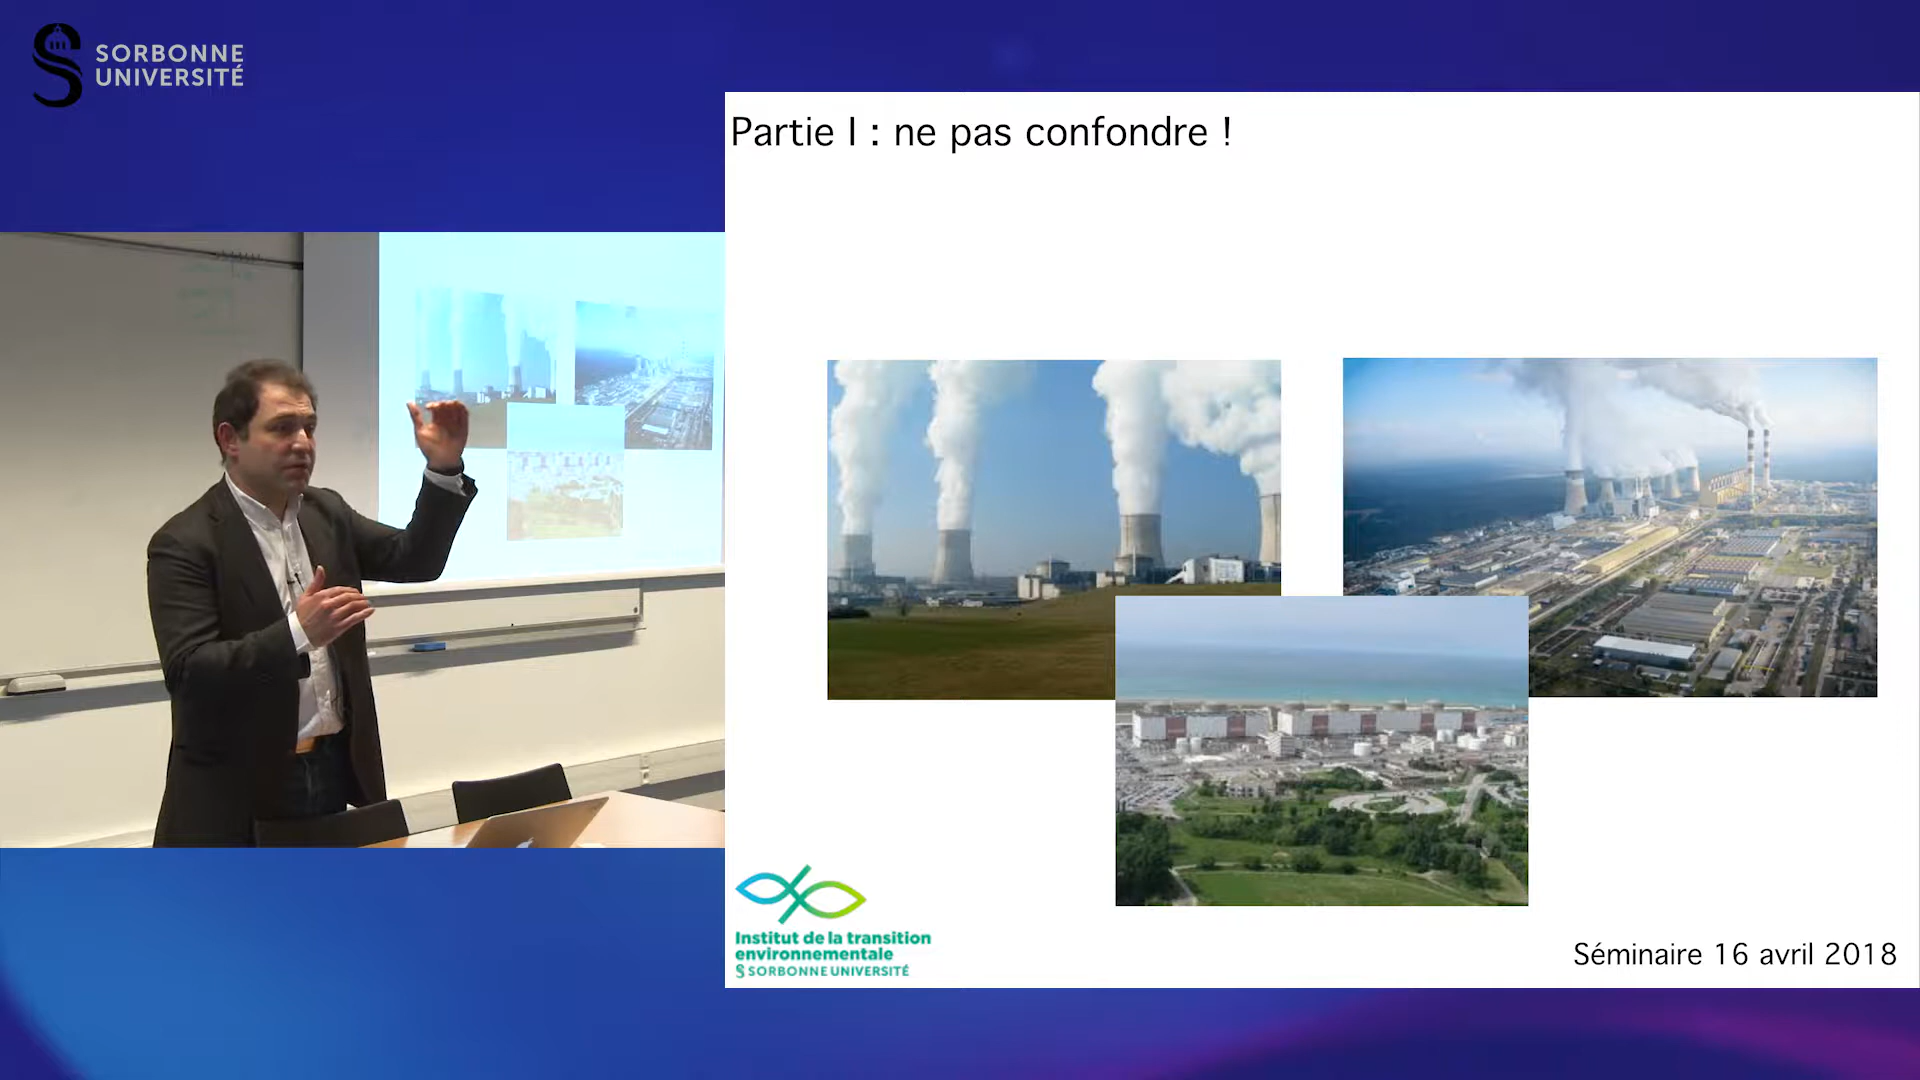 SORBONNE
UNIVERSITÉ
Partie I : ne pas confondre !
Institut de la transition
environnementale
SORBONNE UNIVERSITÉ
Séminaire 16 avril 2018